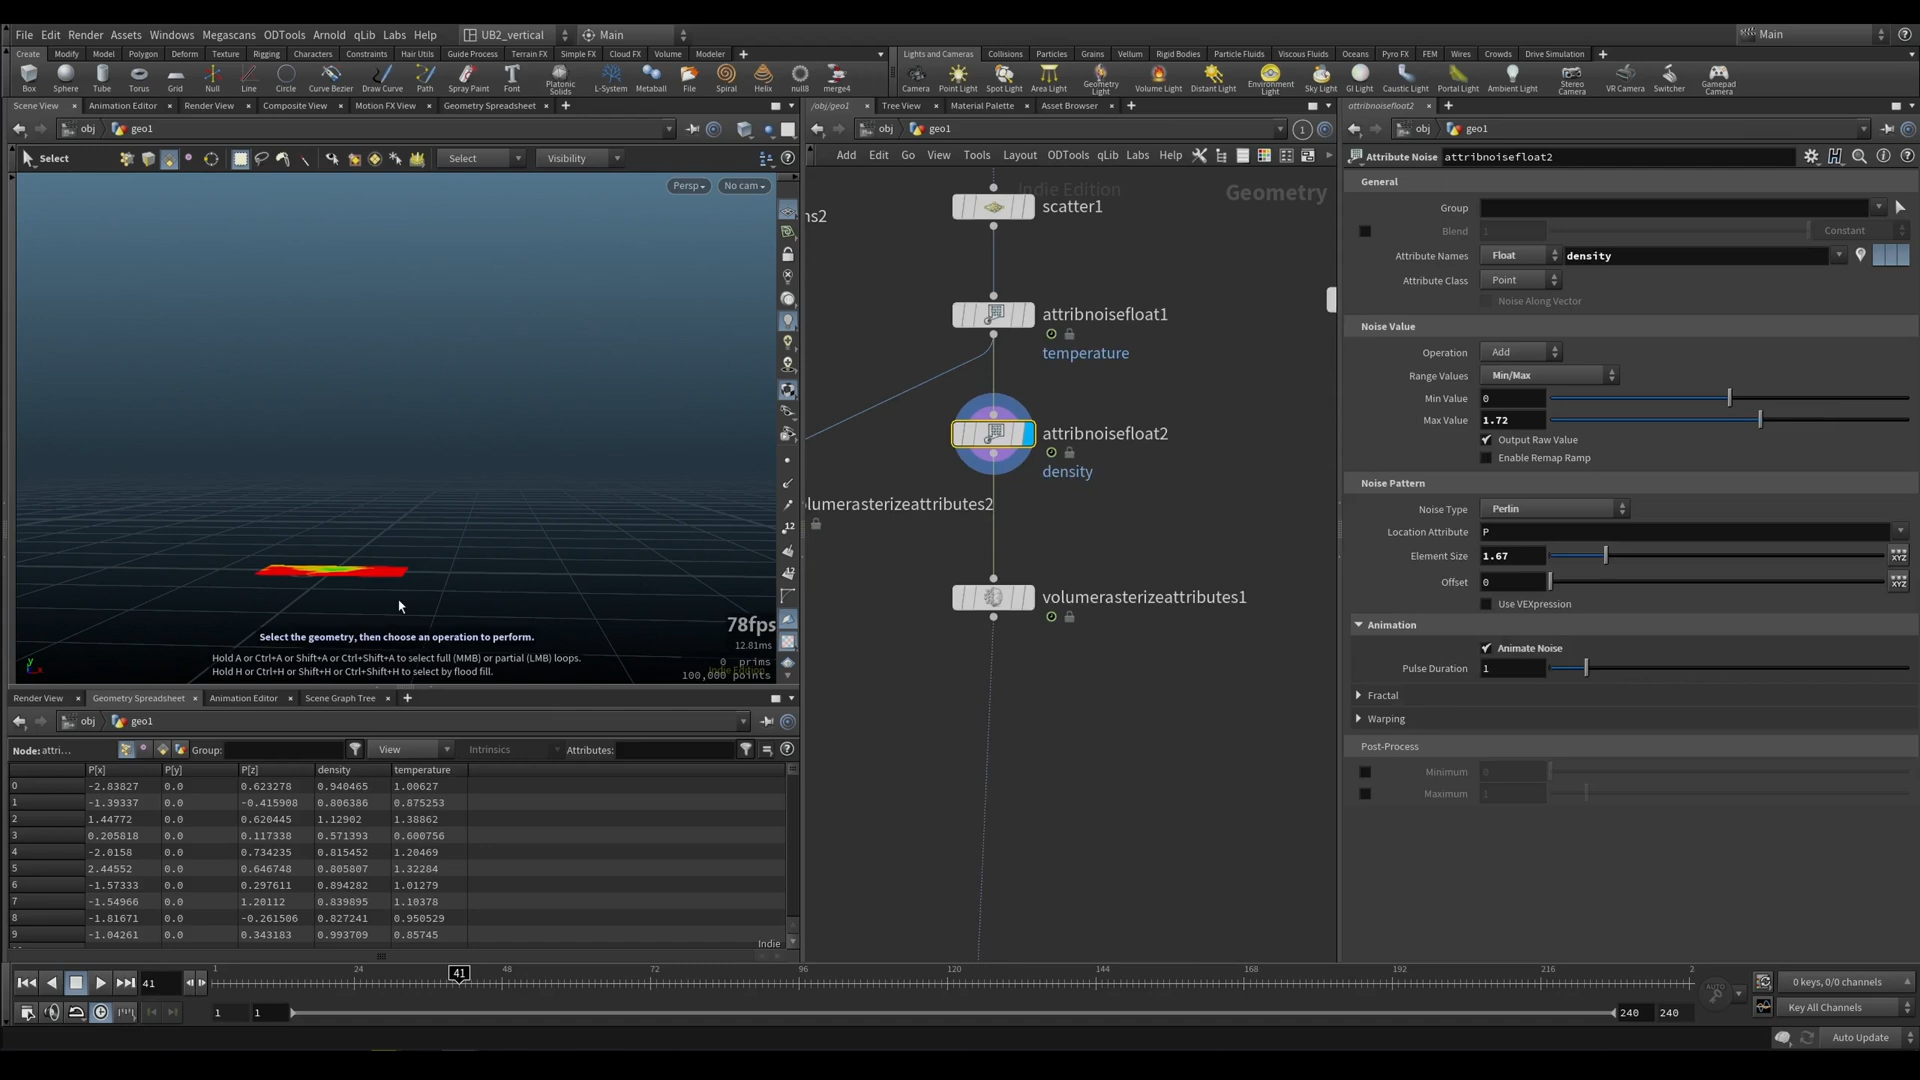 File Edit Render Assets Windows Megascans ODTools Arnold qLib Labs Help UB2_vertical Main Main
Create Modify Model Polygon Deform Texture Rigging Characters Constraints Hair Utils Guide Process Terrain FX Simple FX Cloud FX Volume Modeler
Lights and Cameras Collisions Particles Grains Vellum Rigid Bodies Particle Fluids Viscous Fluids Oceans Pyro FX FEM Wires Crowds Drive Simulation
Box Sphere Tube Torus Grid Null Line Circle Curve Bezier Draw Curve Path Spray Paint Font Platonic Solids L-System Metaball File Spiral Helix null8 merge4
Camera Point Light Spot Light Area Light Geometry Light Volume Light Distant Light Environment Light Sky Light GI Light Caustic Light Portal Light Ambient Light Stereo Camera VR Camera Switcher Gamepad Camera
Scene View Animation Editor Render View Composite View Motion FX View Geometry Spreadsheet
obj geo1
Select Select Visibility
Persp No cam
Select the geometry, then choose an operation to perform.
Hold A or Ctrl+A or Shift+A or Ctrl+Shift+A to select full (MMB) or partial (LMB) loops.
Hold H or Ctrl+H or Shift+H or Ctrl+Shift+H to select by flood fill.
78fps
12.81ms
0 prims
Indie Edition
100,000 points
y
x
12
12
Render View Geometry Spreadsheet Animation Editor Scene Graph Tree
obj geo1
Node: attri... Group: View Intrinsics Attributes:
P[x] P[y] P[z] density temperature
0 -2.83827 0.0 0.623278 0.940465 1.00627
1 -1.39337 0.0 -0.415908 0.806386 0.875253
2 1.44772 0.0 0.620445 1.12902 1.38862
3 0.205818 0.0 0.117338 0.571393 0.600756
4 -2.0158 0.0 0.734235 0.815452 1.20469
5 2.44552 0.0 0.646748 0.805807 1.32284
6 -1.57333 0.0 0.297611 0.894282 1.01279
7 -1.54966 0.0 1.20112 0.839895 1.10378
8 -1.81671 0.0 -0.261506 0.827241 0.950529
9 -1.04261 0.0 0.343183 0.993709 0.85745
Indie
/obj/geo1 Tree View Material Palette Asset Browser
obj geo1 1
Add Edit Go View Tools Layout ODTools qLib Labs Help
Indie Edition
Geometry
scatter1
ns2
attribnoisefloat1
temperature
attribnoisefloat2
density
lumerasterizeattributes2
volumerasterizeattributes1
attribnoisefloat2
obj geo1
Attribute Noise attribnoisefloat2
General
Group
Blend 1 Constant
Attribute Names Float density
Attribute Class Point
Noise Along Vector
Noise Value
Operation Add
Range Values Min/Max
Min Value 0
Max Value 1.72
Output Raw Value
Enable Remap Ramp
Noise Pattern
Noise Type Perlin
Location Attribute P
Element Size 1.67 XYZ
Offset 0 XYZ
Use VEXpression
Animation
Animate Noise
Pulse Duration 1
Fractal
Warping
Post-Process
Minimum 0
Maximum 1
41 1 24 41 48 72 96 120 144 168 192 216 2
AUTO
0 keys, 0/0 channels
1 1 240 240
Key All Channels
Auto Update